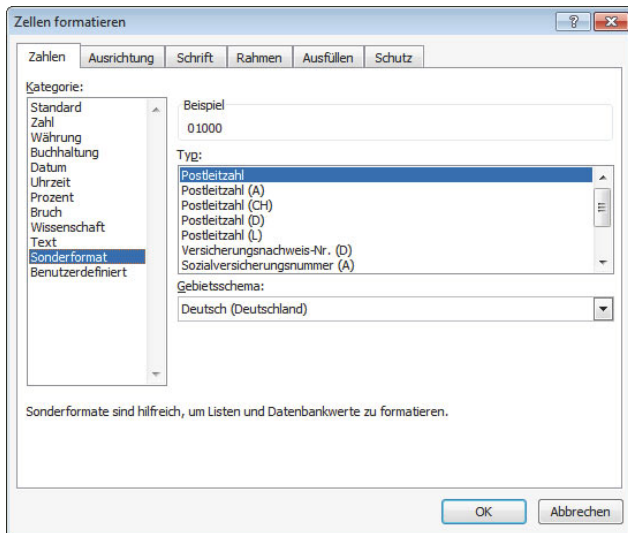 Zellen formatieren
Zahlen Ausrichtung Schrift Rahmen Ausfüllen Schutz
Kategorie:
Standard
Zahl
Währung
Buchhaltung
Datum
Uhrzeit
Prozent
Bruch
Wissenschaft
Text
Sonderformat
Benutzerdefiniert
Beispiel
01000
Typ:
Postleitzahl
Postleitzahl (A)
Postleitzahl (CH)
Postleitzahl (D)
Postleitzahl (L)
Versicherungsnachweis-Nr. (D)
Sozialversicherungsnummer (A)
Gebietsschema:
Deutsch (Deutschland)
Sonderformate sind hilfreich, um Listen und Datenbankwerte zu formatieren.
OK Abbrechen